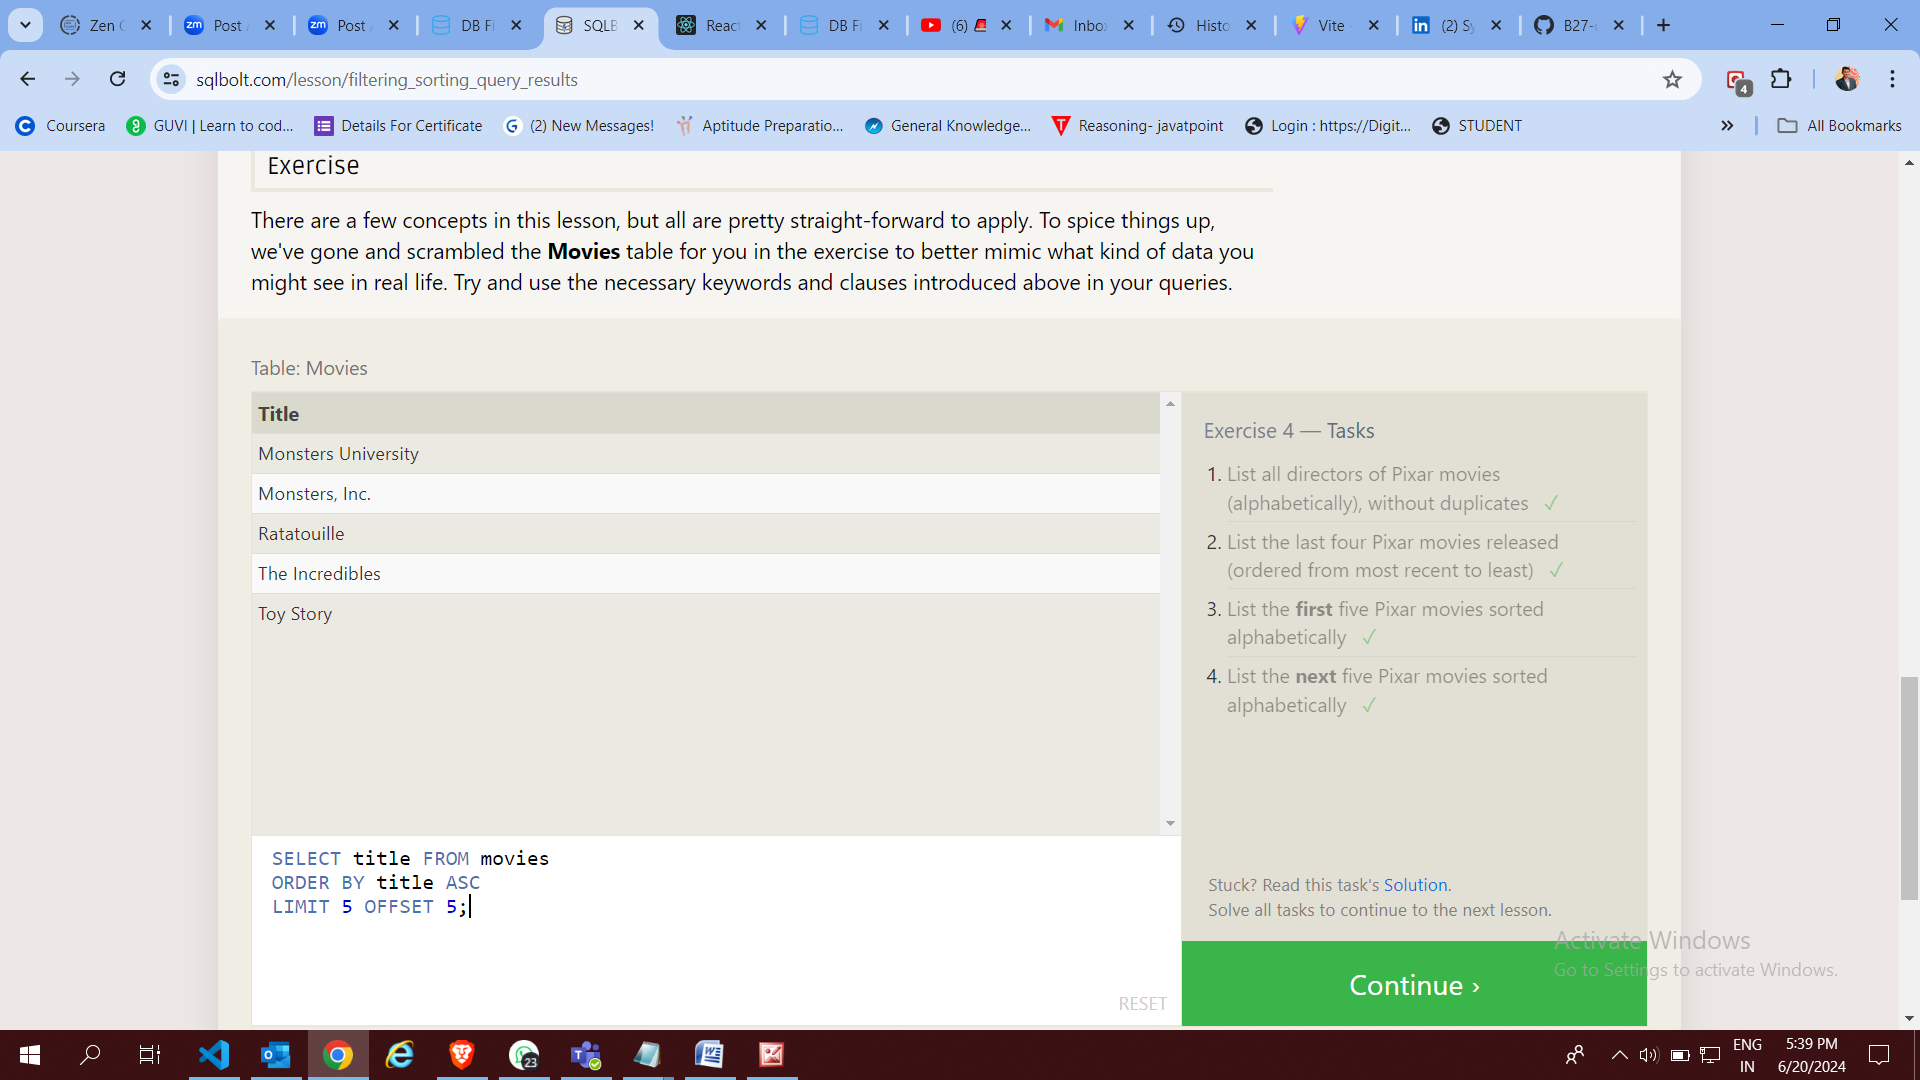 Zen C
Post
Post
DB Fi
SQLB
React
DB Fi
(6)
Inbo
Histo
Vite
(2) Sy
B27-
sqlbolt.com/lesson/filtering_sorting_query_results
4
Coursera
GUVI | Learn to cod...
Details For Certificate
(2) New Messages!
Aptitude Preparatio...
General Knowledge...
Reasoning- javatpoint
Login : https://Digit...
STUDENT
All Bookmarks
Exercise
There are a few concepts in this lesson, but all are pretty straight-forward to apply. To spice things up,
we've gone and scrambled the Movies table for you in the exercise to better mimic what kind of data you
might see in real life. Try and use the necessary keywords and clauses introduced above in your queries.
Table: Movies
Title
Monsters University
Monsters, Inc.
Ratatouille
The Incredibles
Toy Story
Exercise 4 — Tasks
1. List all directors of Pixar movies
(alphabetically), without duplicates ✓
2. List the last four Pixar movies released
(ordered from most recent to least) ✓
3. List the first five Pixar movies sorted
alphabetically ✓
4. List the next five Pixar movies sorted
alphabetically ✓
SELECT title FROM movies
ORDER BY title ASC
LIMIT 5 OFFSET 5;
RESET
Stuck? Read this task's Solution.
Solve all tasks to continue to the next lesson.
Continue ›
Activate Windows
Go to Settings to activate Windows.
23
ENG
IN
5:39 PM
6/20/2024